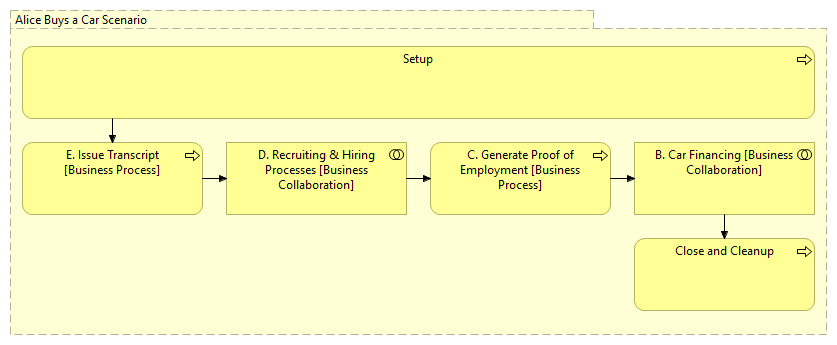 Alice Buys a Car Scenario
Setup
E. Issue Transcript
[Business Process]
D. Recruiting & Hiring
Processes [Business
Collaboration]
C. Generate Proof of
Employment [Business
Process]
B. Car Financing [Business
Collaboration]
Close and Cleanup